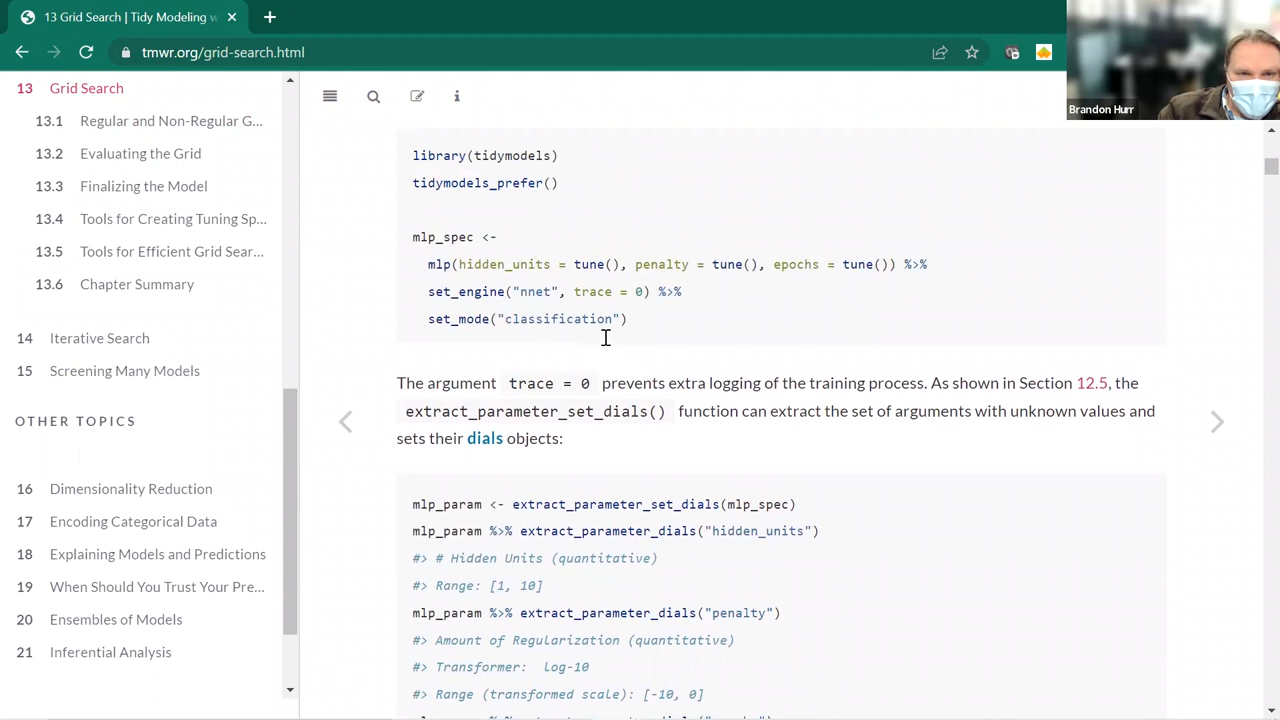 13 Grid Search | Tidy Modeling w
tmwr.org/grid-search.html
Brandon Hurr
13 Grid Search
13.1 Regular and Non-Regular G...
13.2 Evaluating the Grid
13.3 Finalizing the Model
13.4 Tools for Creating Tuning Sp...
13.5 Tools for Efficient Grid Sear...
13.6 Chapter Summary
14 Iterative Search
15 Screening Many Models
OTHER TOPICS
16 Dimensionality Reduction
17 Encoding Categorical Data
18 Explaining Models and Predictions
19 When Should You Trust Your Pre...
20 Ensembles of Models
21 Inferential Analysis
library(tidymodels)
tidymodels_prefer()
mlp_spec <-
mlp(hidden_units = tune(), penalty = tune(), epochs = tune()) %>%
set_engine("nnet", trace = 0) %>%
set_mode("classification")
The argument trace = 0 prevents extra logging of the training process. As shown in Section 12.5, the
extract_parameter_set_dials() function can extract the set of arguments with unknown values and
sets their dials objects:
mlp_param <- extract_parameter_set_dials(mlp_spec)
mlp_param %>% extract_parameter_dials("hidden_units")
#> # Hidden Units (quantitative)
#> Range: [1, 10]
mlp_param %>% extract_parameter_dials("penalty")
#> Amount of Regularization (quantitative)
#> Transformer: log-10
#> Range (transformed scale): [-10, 0]